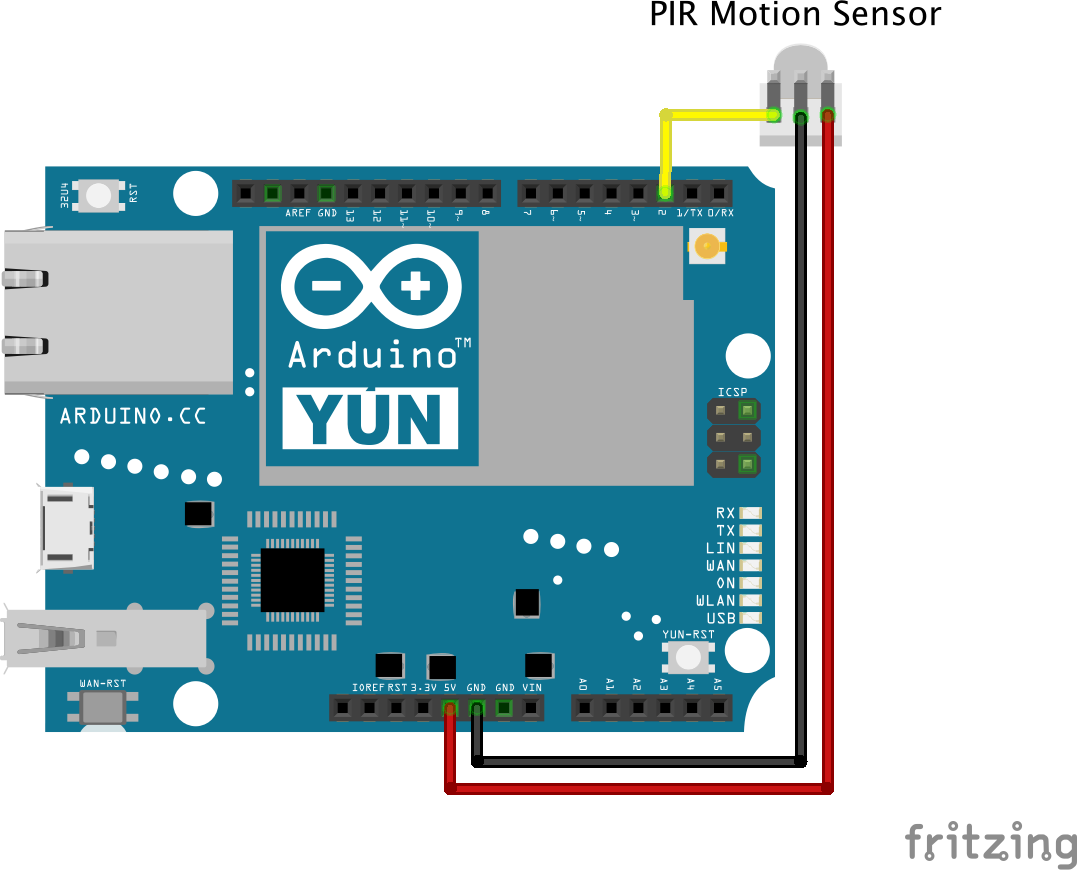 PIR Motion Sensor
32U4
RST
AREF GND 13 12 ~11 ~10 ~9 8
7 ~6 ~5 4 ~3 2 1/TX 0/RX
Arduino™
YÚN
ARDUINO.CC
ICSP
RX
TX
LIN
WAN
ON
WLAN
USB
YUN-RST
WAN-RST
IOREF RST 3.3V 5V GND GND VIN
A0 A1 A2 A3 A4 A5
fritzing